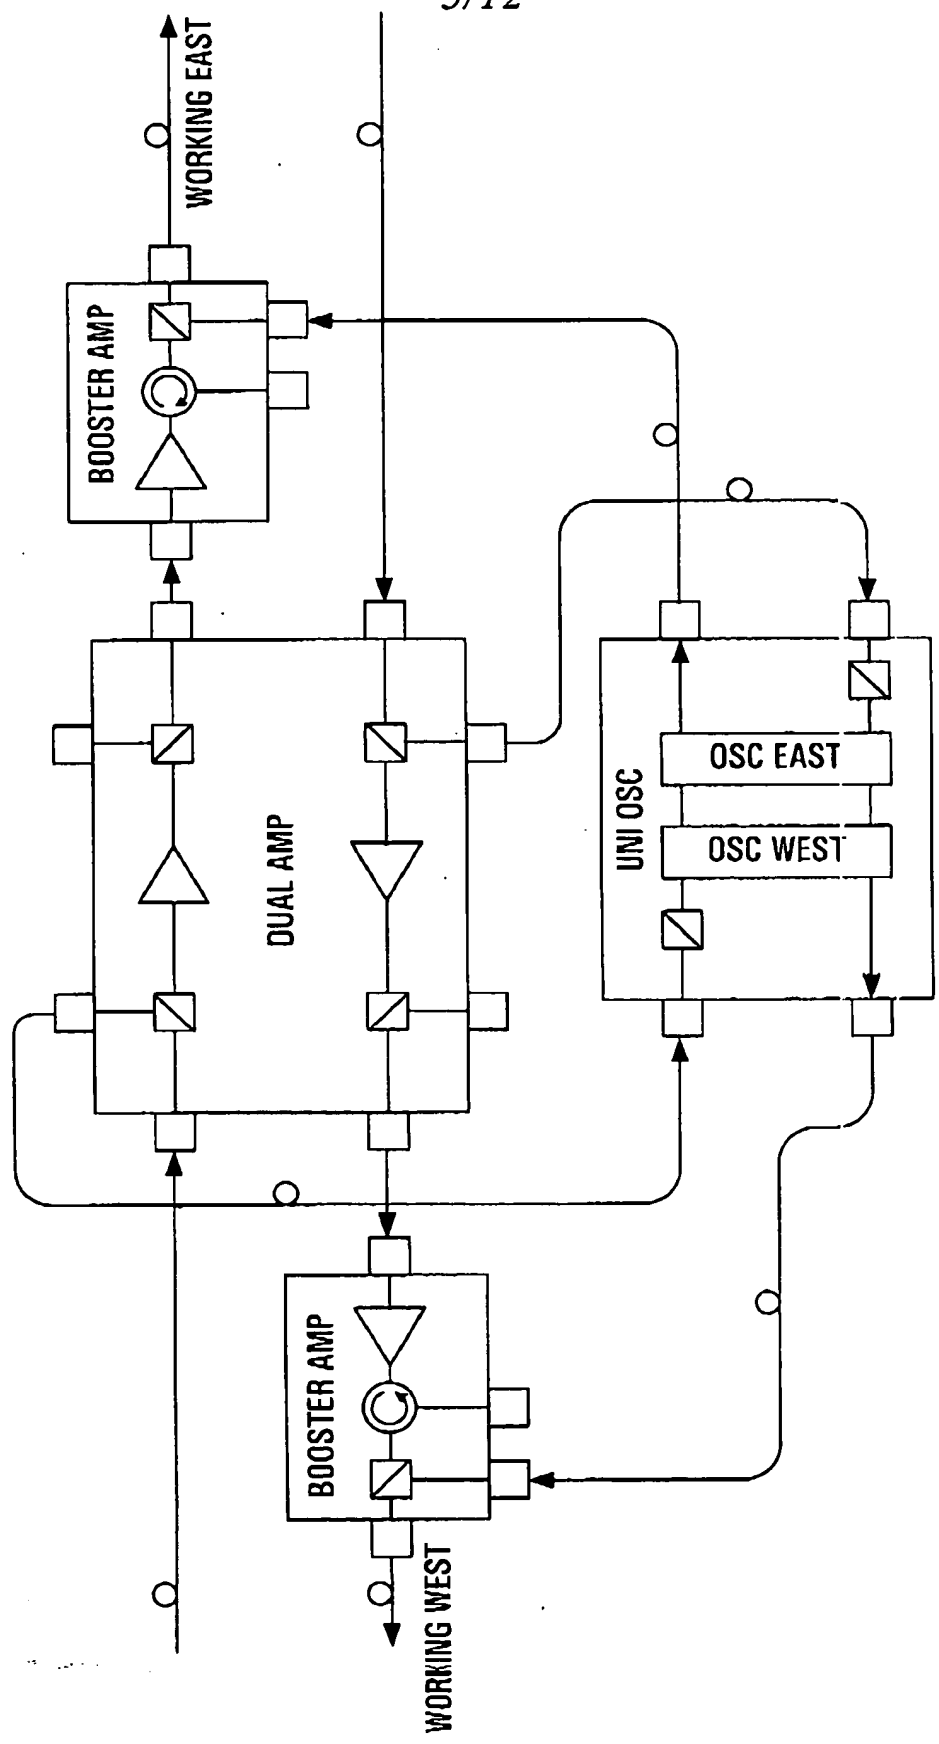 WORKING EAST
BOOSTER AMP
DUAL AMP
UNI OSC
OSC EAST
OSC WEST
BOOSTER AMP
WORKING WEST